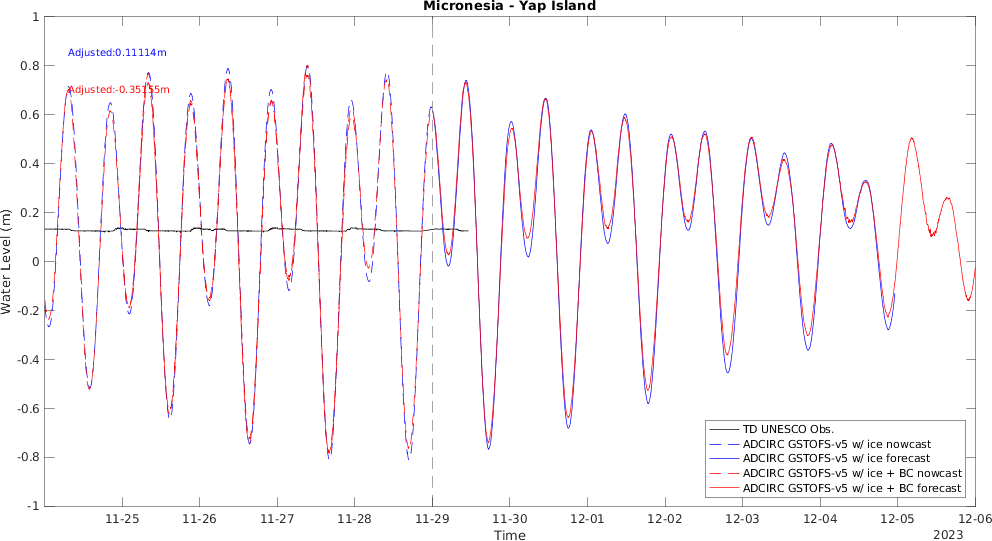 Micronesia - Yap Island
1
0.8
0.6
0.4
0.2
0
-0.2
-0.4
-0.6
-0.8
-1
Water Level (m)
Adjusted:0.11114m
Adjusted:-0.35155m
TD UNESCO Obs.
ADCIRC GSTOFS-v5 w/ ice nowcast
ADCIRC GSTOFS-v5 w/ ice forecast
ADCIRC GSTOFS-v5 w/ ice + BC nowcast
ADCIRC GSTOFS-v5 w/ ice + BC forecast
11-25 11-26 11-27 11-28 11-29 11-30 12-01 12-02 12-03 12-04 12-05 12-06
Time
2023